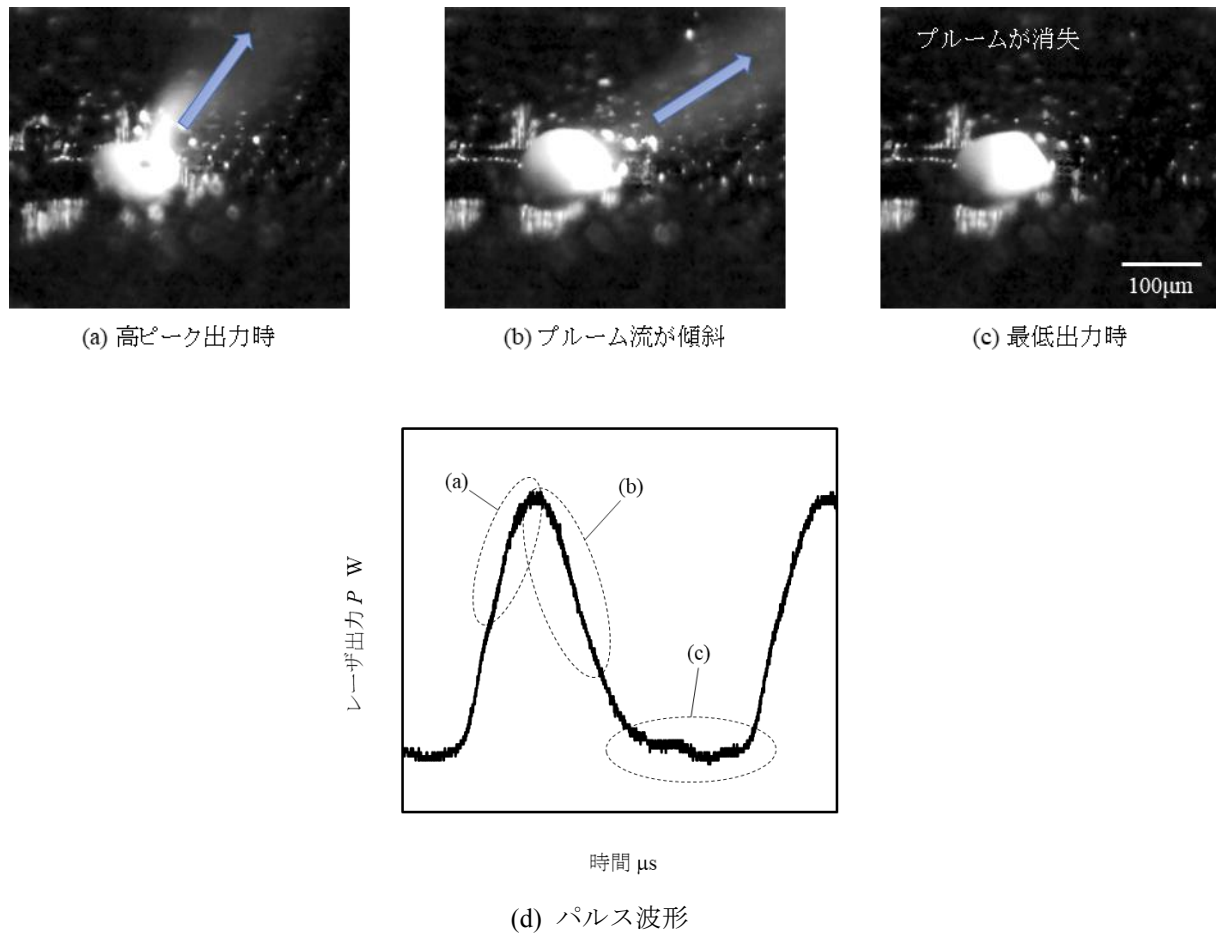 プルームが消失
100μm
(a) 高ピーク出力時
(b) プルーム流が傾斜
(c) 最低出力時
(a)
(b)
(c)
レーザ出力 P W
時間 μs
(d) パルス波形